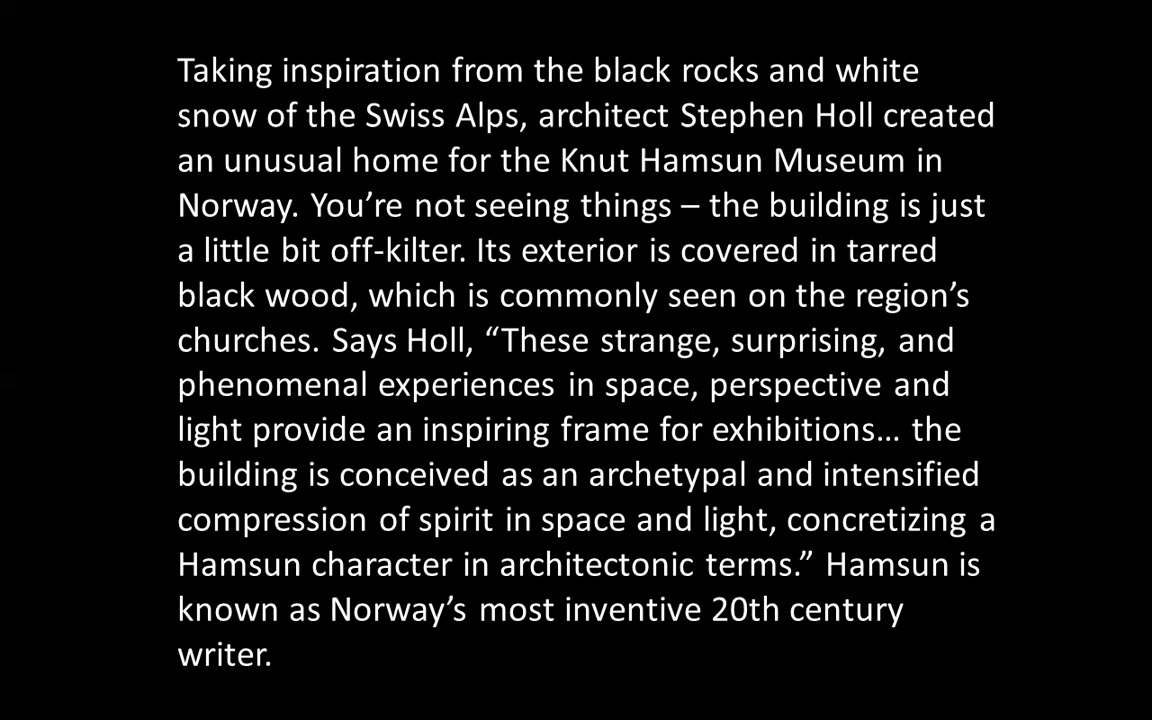 Taking inspiration from the black rocks and white
snow of the Swiss Alps, architect Stephen Holl created
an unusual home for the Knut Hamsun Museum in
Norway. You’re not seeing things – the building is just
a little bit off-kilter. Its exterior is covered in tarred
black wood, which is commonly seen on the region’s
churches. Says Holl, “These strange, surprising, and
phenomenal experiences in space, perspective and
light provide an inspiring frame for exhibitions… the
building is conceived as an archetypal and intensified
compression of spirit in space and light, concretizing a
Hamsun character in architectonic terms.” Hamsun is
known as Norway’s most inventive 20th century
writer.